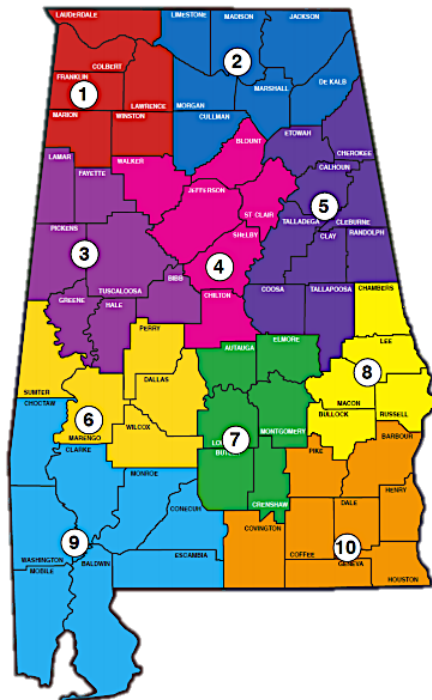 LAUDERDALE
LIMESTONE
MADISON
JACKSON
COLBERT
FRANKLIN
1
LAWRENCE
2
MORGAN
MARSHALL
DE KALB
MARION
WINSTON
CULLMAN
ETOWAH
CHEROKEE
LAMAR
FAYETTE
WALKER
BLOUNT
JEFFERSON
ST CLAIR
CALHOUN
5
TALLADEGA
CLEBURNE
PICKENS
3
TUSCALOOSA
SHELBY
4
CLAY
RANDOLPH
GREENE
HALE
BIBB
CHILTON
COOSA
TALLAPOOSA
CHAMBERS
SUMTER
PERRY
AUTAUGA
ELMORE
LEE
8
CHOCTAW
DALLAS
MACON
6
MARENGO
WILCOX
7
MONTGOMERY
BULLOCK
RUSSELL
CLARKE
PIKE
BARBOUR
MONROE
CRENSHAW
CONECUH
DALE
HENRY
9
WASHINGTON
ESCAMBIA
COVINGTON
COFFEE
10
GENEVA
HOUSTON
MOBILE
BALDWIN